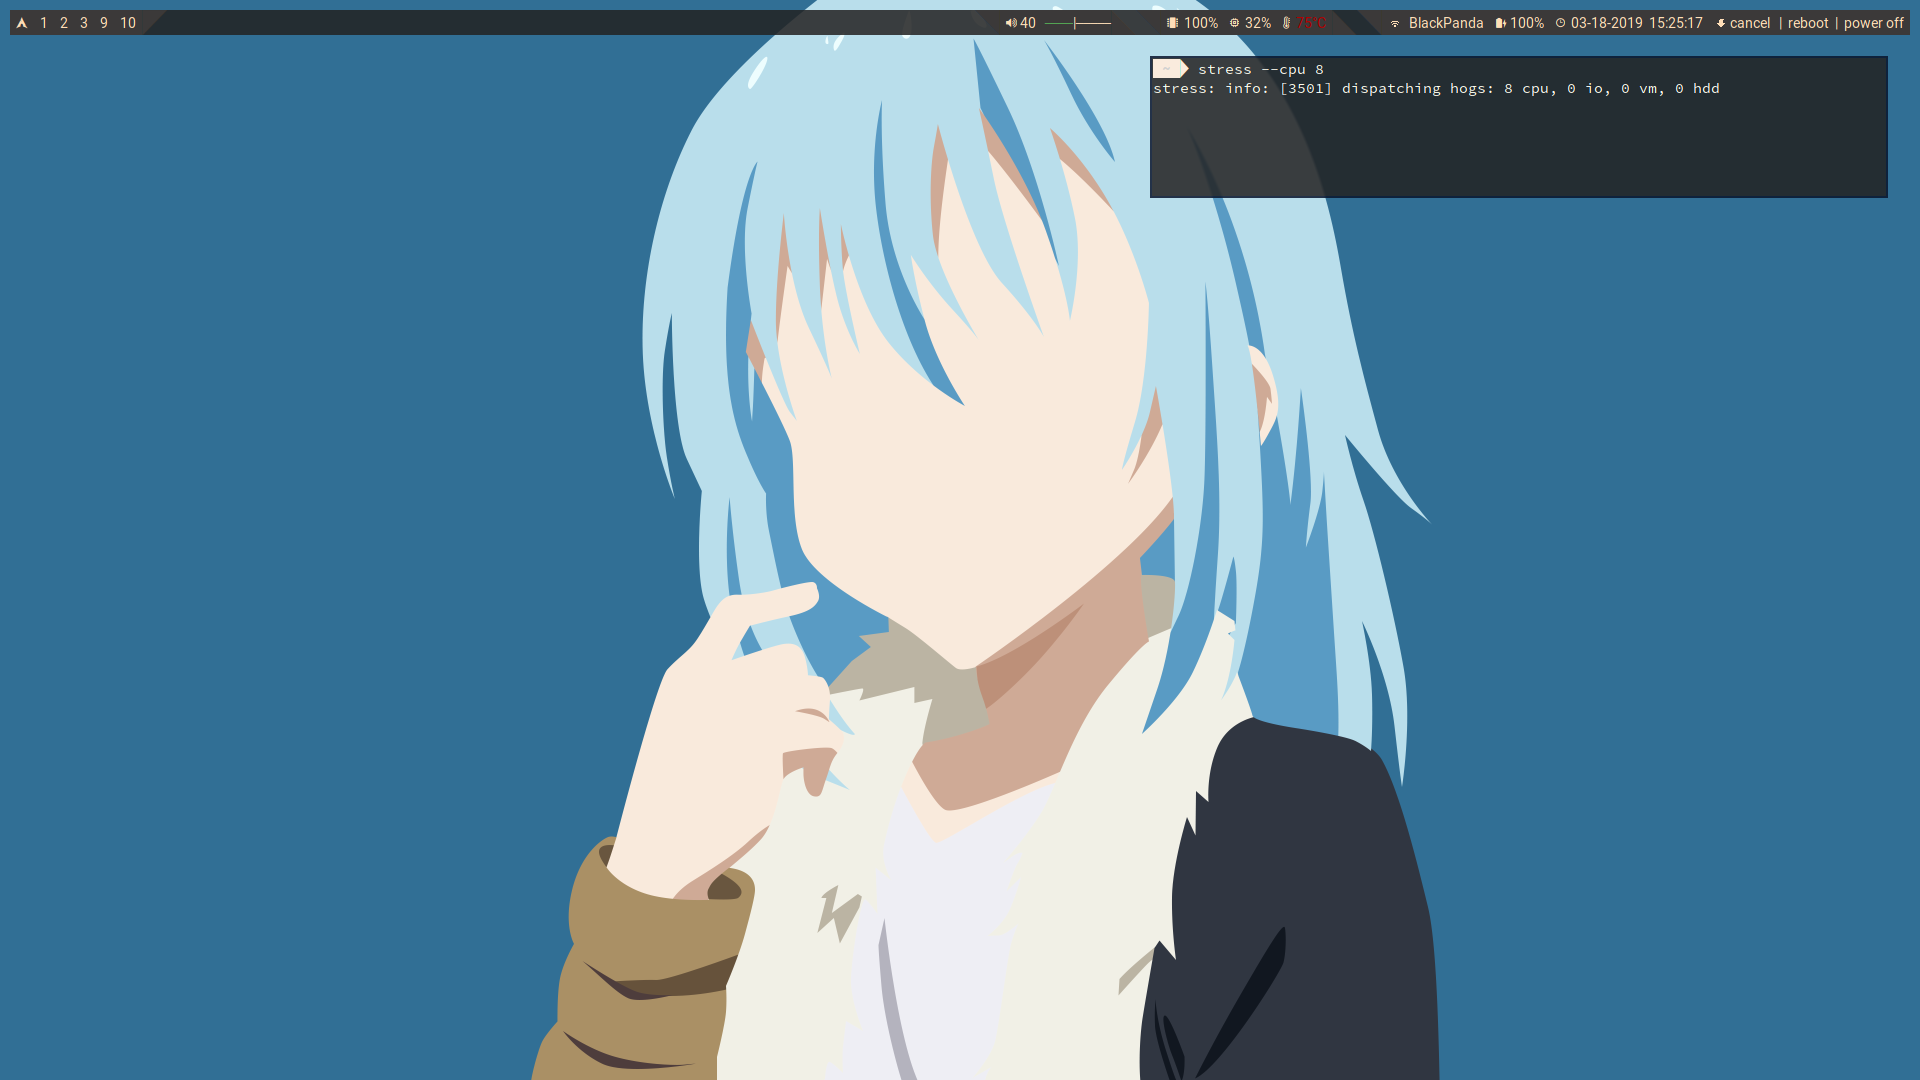 1 2 3 9 10
40
100% 32% 75°C
BlackPanda 100% 03-18-2019 15:25:17 cancel | reboot | power off
~ stress --cpu 8
stress: info: [3501] dispatching hogs: 8 cpu, 0 io, 0 vm, 0 hdd